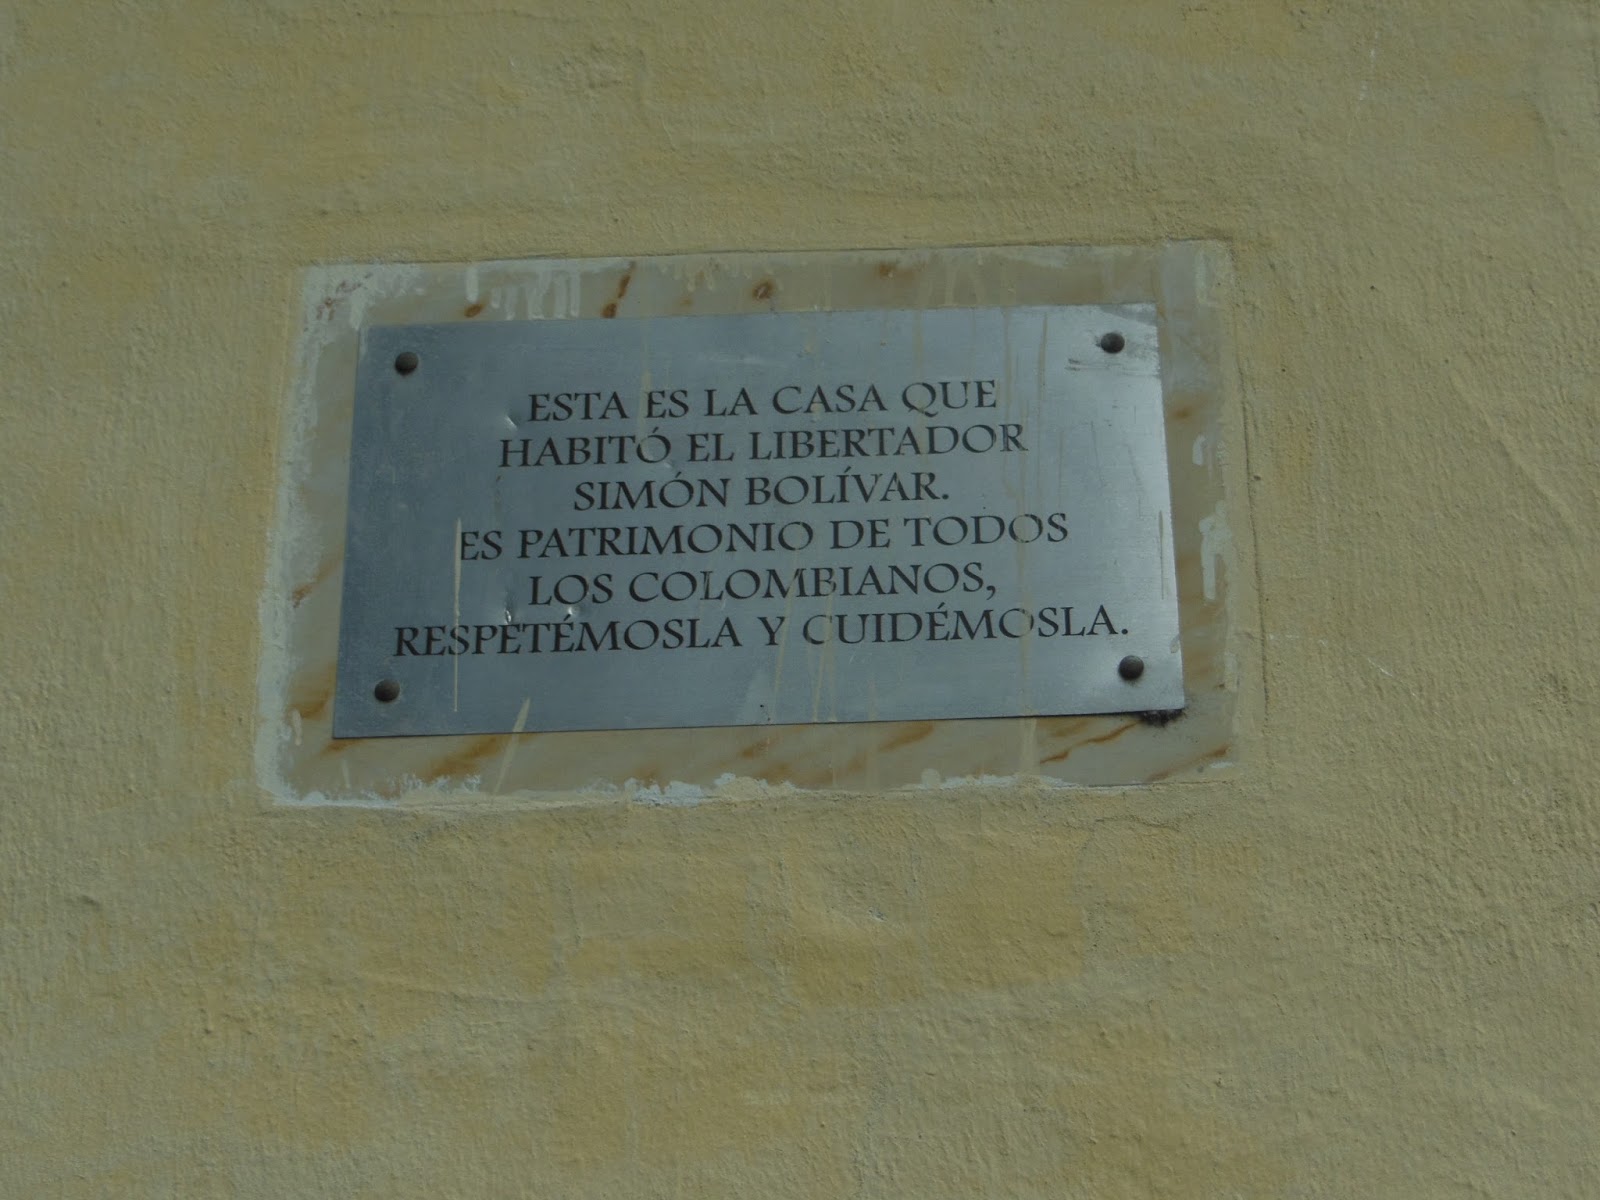 ESTA ES LA CASA QUE
HABITÓ EL LIBERTADOR
SIMÓN BOLÍVAR.
ES PATRIMONIO DE TODOS
LOS COLOMBIANOS,
RESPETÉMOSLA Y CUIDÉMOSLA.